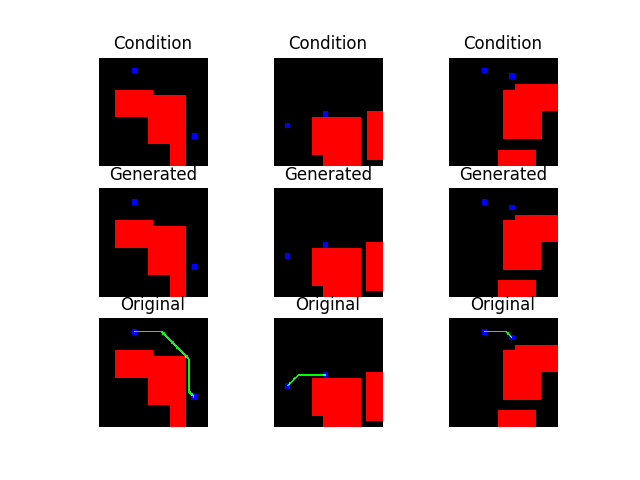 Condition Condition Condition
Generated Generated Generated
Original Original Original